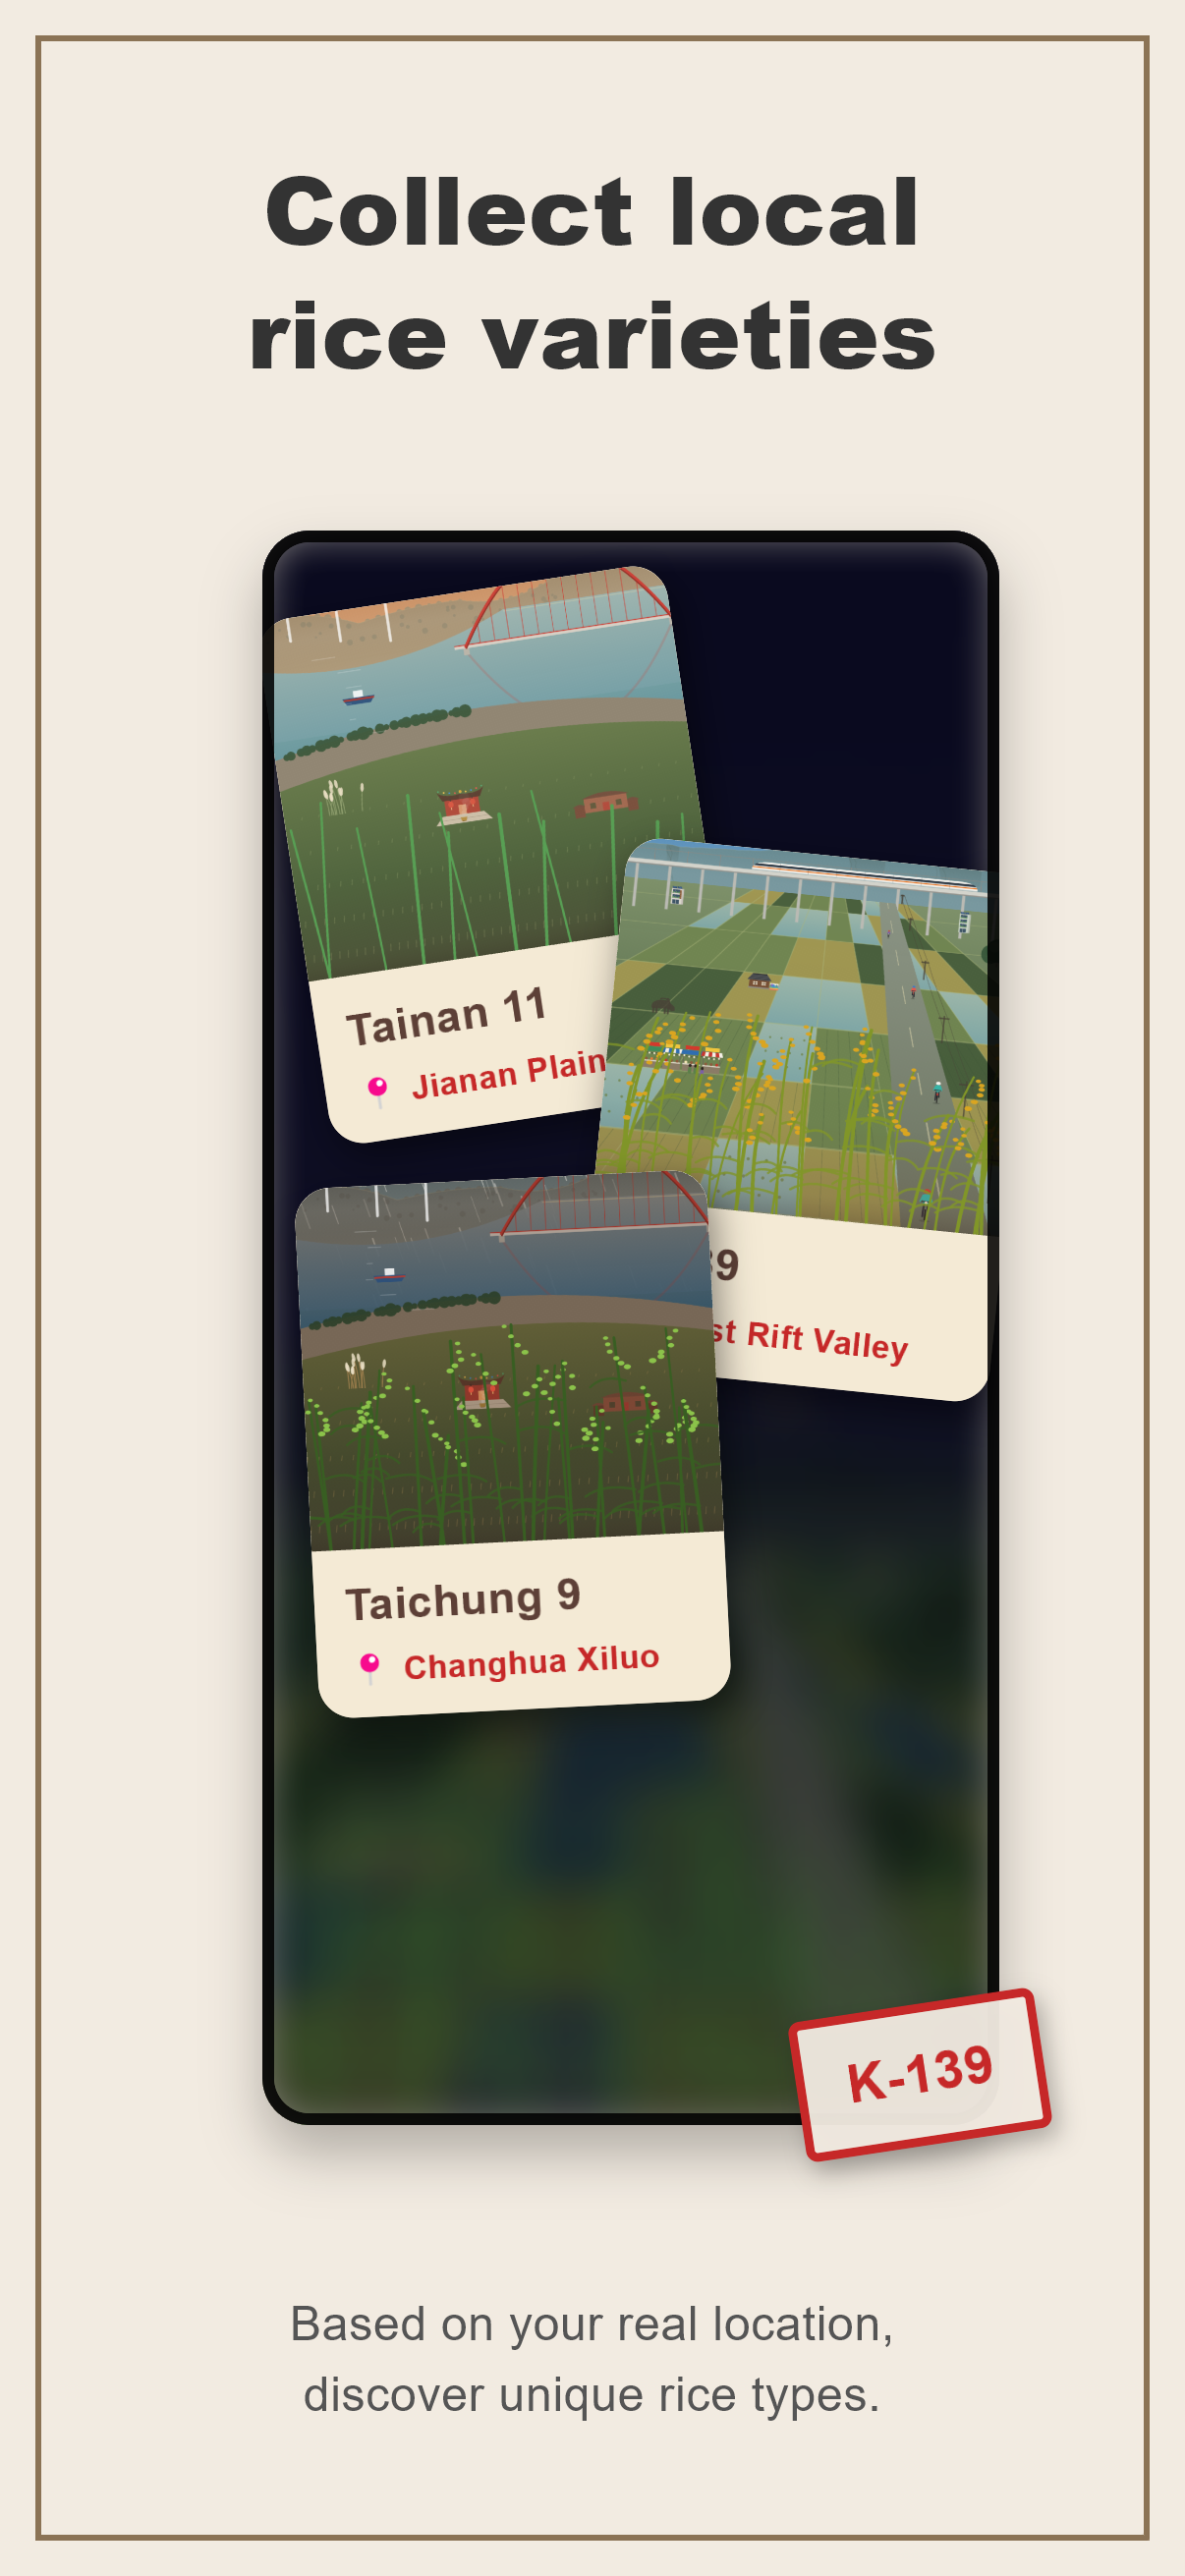 Collect local
rice varieties
Tainan 11
Jianan Plain
9
Rift Valley
Taichung 9
Changhua Xiluo
K-139
Based on your real location,
discover unique rice types.